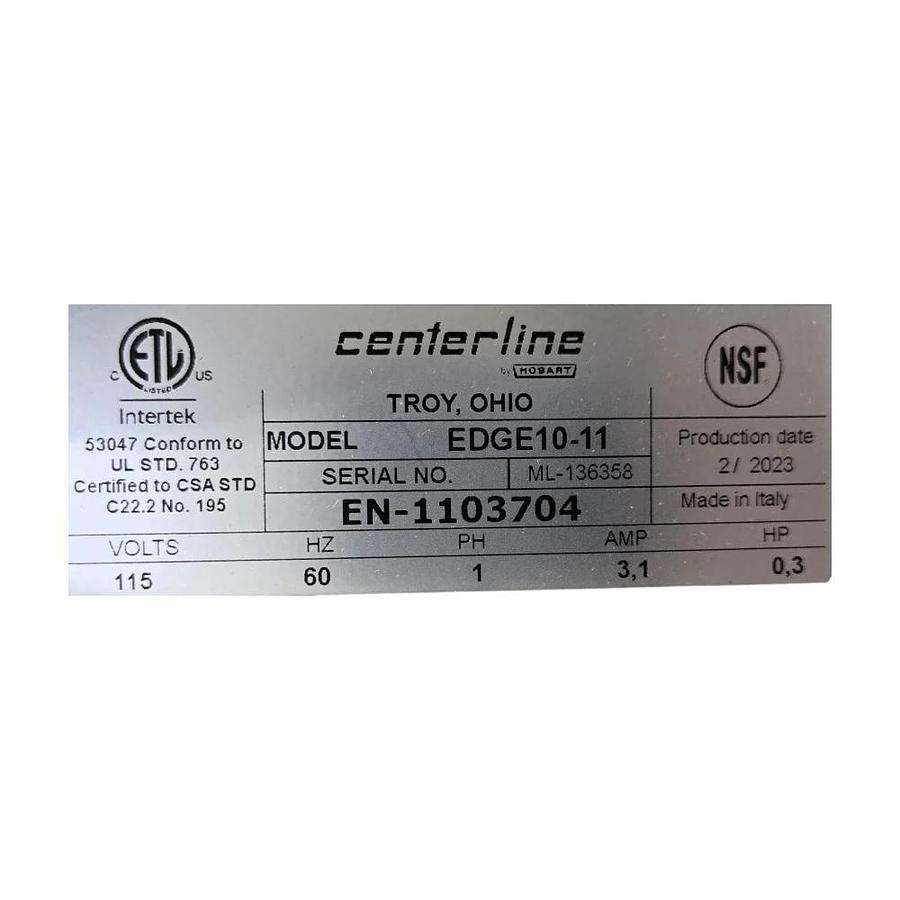 centerline
by HOBART
ETL
LISTED
C US
Intertek
53047 Conform to
UL STD. 763
Certified to CSA STD
C22.2 No. 195
TROY, OHIO
MODEL EDGE10-11
SERIAL NO. ML-136358
EN-1103704
NSF
Production date
2/ 2023
Made in Italy
VOLTS HZ PH AMP HP
115 60 1 3,1 0,3